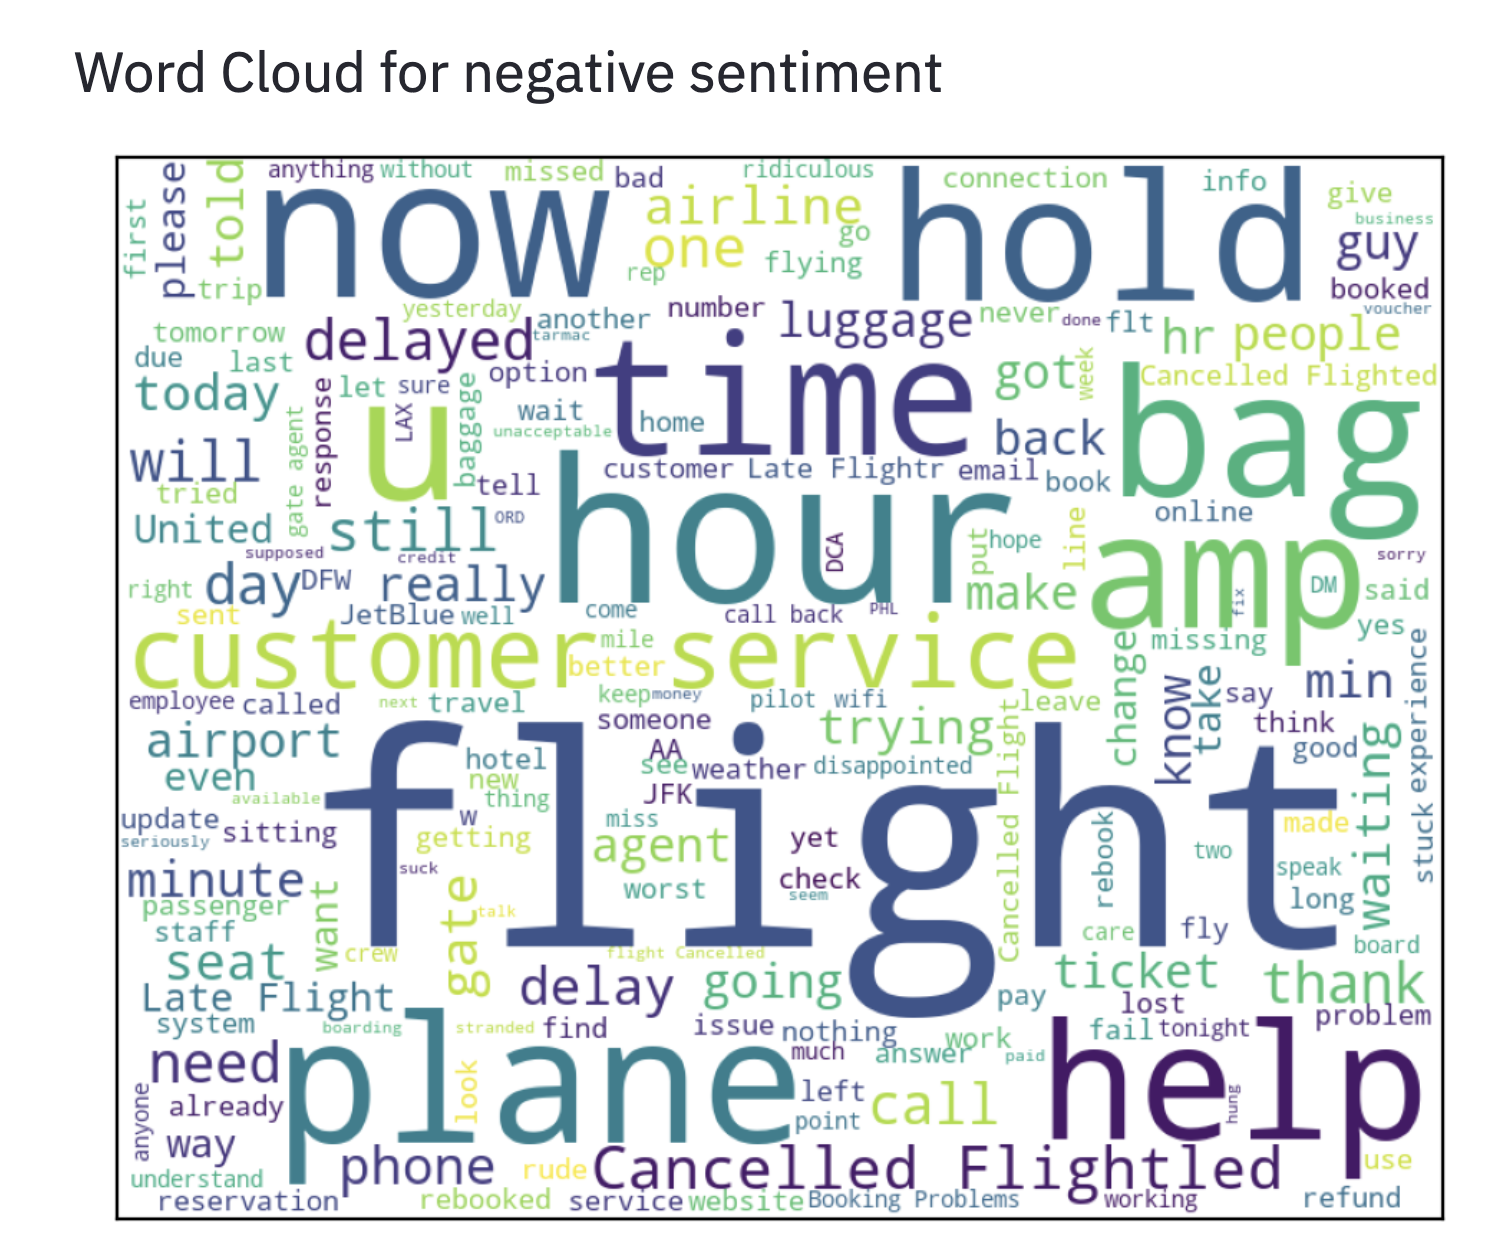 Word Cloud for negative sentiment
anything without missed bad ridiculous connection info give
first please told now airline one go rep flying hold business guy
trip booked voucher
yesterday another number luggage never done flt hr people
tomorrow delayed tarmac
due last option time got week Cancelled Flighted
today let sure response LAX u baggage wait home back bag
unacceptable
will gate agent tell customer Late Flightr email book
tried
United still ORD hour DCA put hope line online amp sorry
supposed credit
right day DFW really make fix DM said
sent JetBlue well come call back PHL
customer service mile better change missing yes
employee called next travel keep money pilot wifi leave know take say min experience
airport someone trying think
even hotel AA see weather disappointed good
available new thing JFK Cancelled Flight
update sitting w flight miss made waiting stuck
seriously getting agent yet rebook two
minute suck worst check seem speak long
passenger want gate talk
staff crew flight Cancelled care fly board
seat delay going ticket thank
Late Flight pay lost problem
system boarding stranded find issue nothing work fail tonight
need plane look much answer paid help
anyone already left point call hung
way
understand phone rude Cancelled Flightled use
reservation rebooked service website Booking Problems working refund